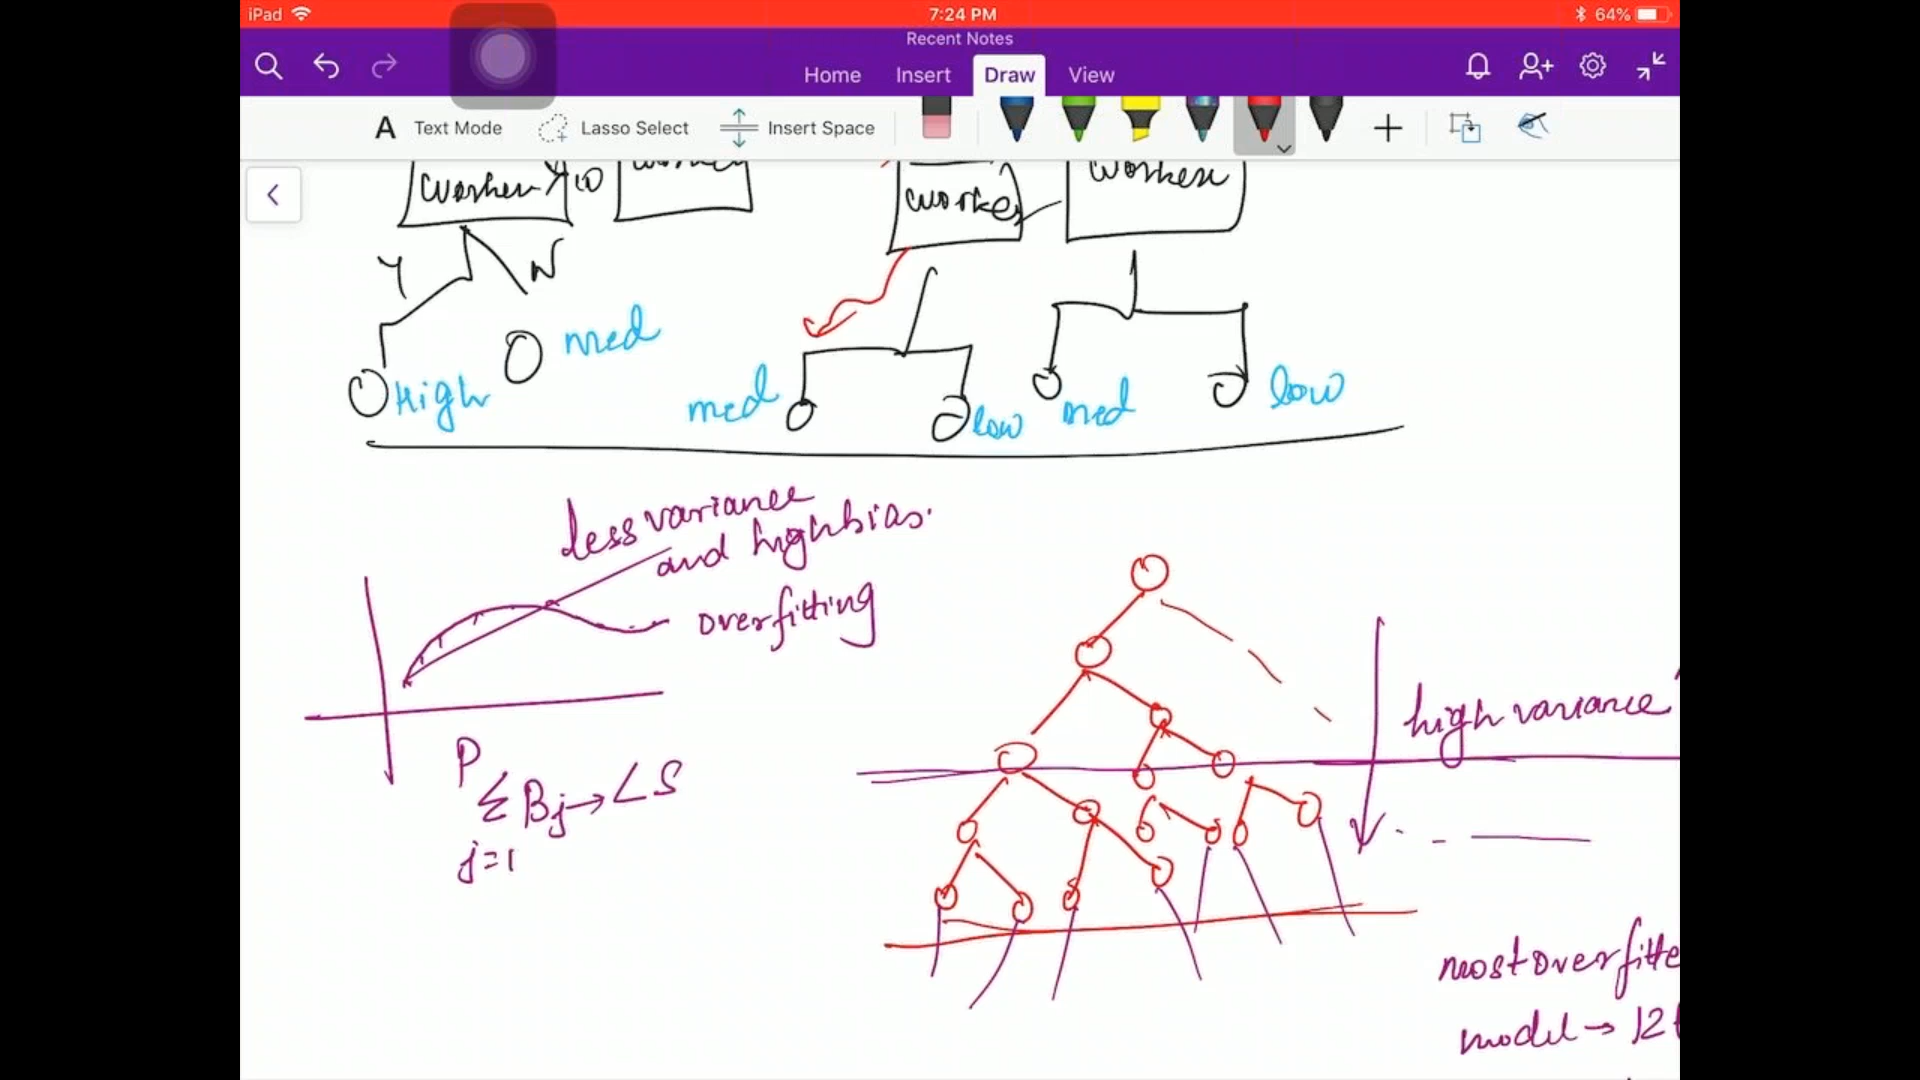 iPad 7:24 PM 64%
Recent Notes
Home Insert Draw View
A Text Mode Lasso Select Insert Space
worker worker worker
Y N
med
High med low med low
less variance
and high bias.
overfitting
high variance
P
Σ Bj → ∠ S
j=1
most overfitte
model → 12